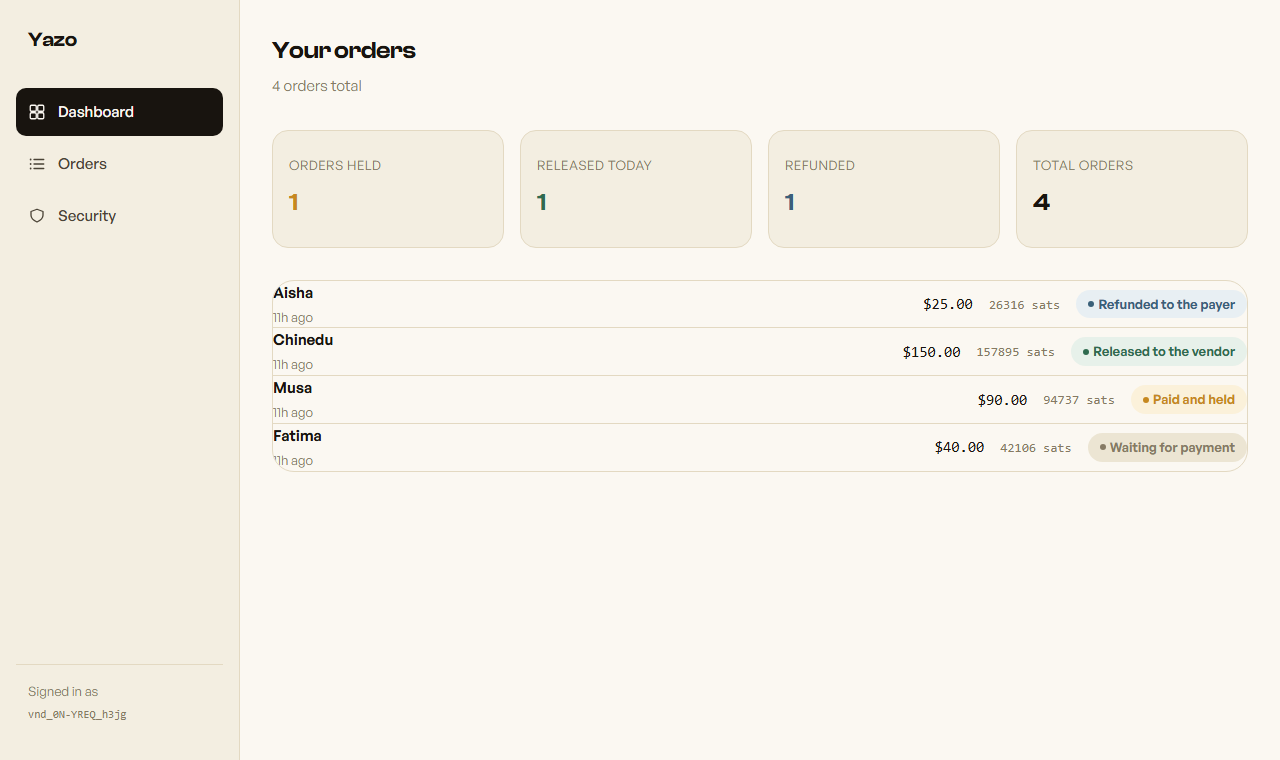 Yazo
Dashboard
Orders
Security
Signed in as
vnd_0N-YREQ_h3jg
Your orders
4 orders total
ORDERS HELD
1
RELEASED TODAY
1
REFUNDED
1
TOTAL ORDERS
4
Aisha
11h ago
$25.00 26316 sats Refunded to the payer
Chinedu
11h ago
$150.00 157895 sats Released to the vendor
Musa
11h ago
$90.00 94737 sats Paid and held
Fatima
11h ago
$40.00 42106 sats Waiting for payment